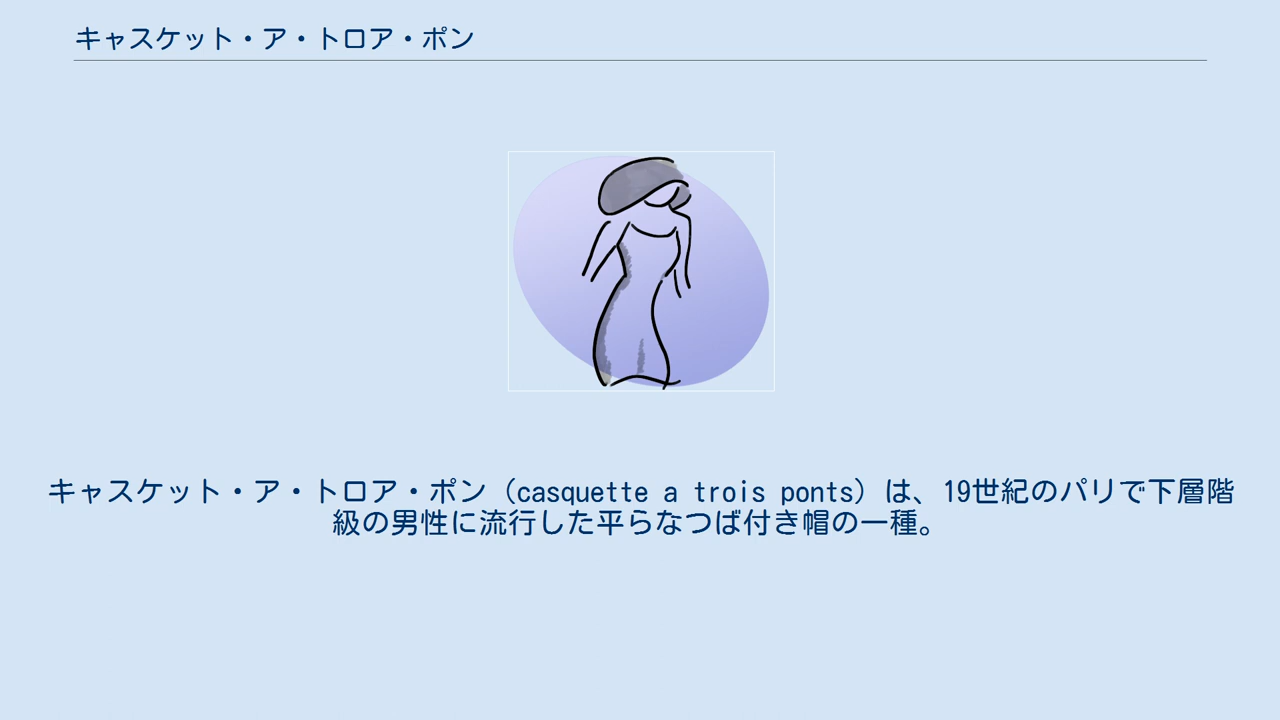 キャスケット・ア・トロア・ポン
キャスケット・ア・トロア・ポン（casquette a trois ponts）は、19世紀のパリで下層階
級の男性に流行した平らなつば付き帽の一種。